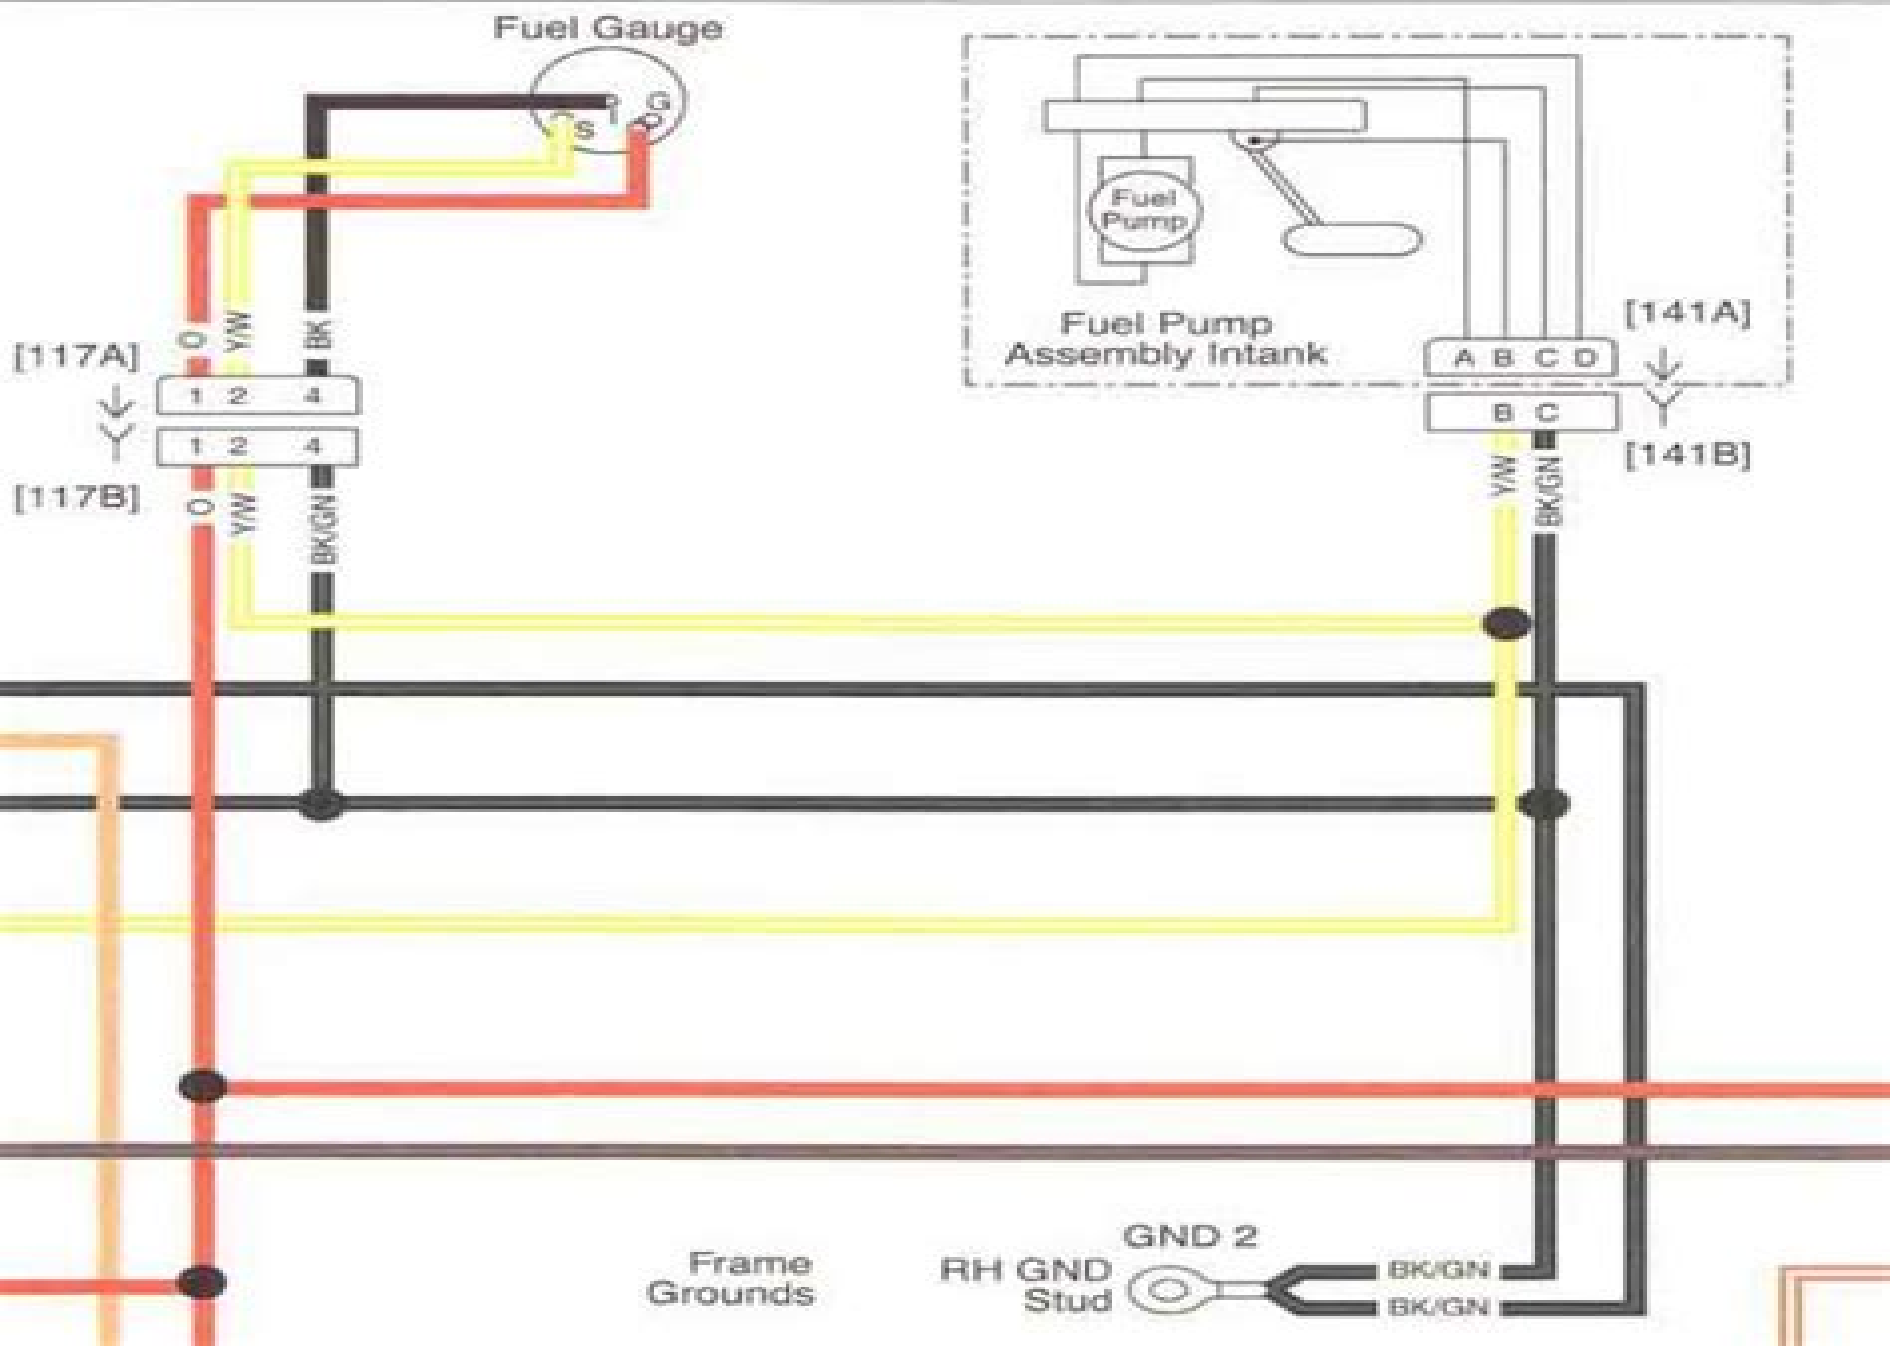 Fuel Gauge
I G
S
Fuel
Pump
Fuel Pump
Assembly Intank
[141A]
A B C D
B C
[141B]
O Y/W BK
[117A]
1 2 4
1 2 4
[117B]
O Y/W BK/GN
Y/W BK/GN
Frame
Grounds
GND 2
RH GND
Stud
BK/GN
BK/GN